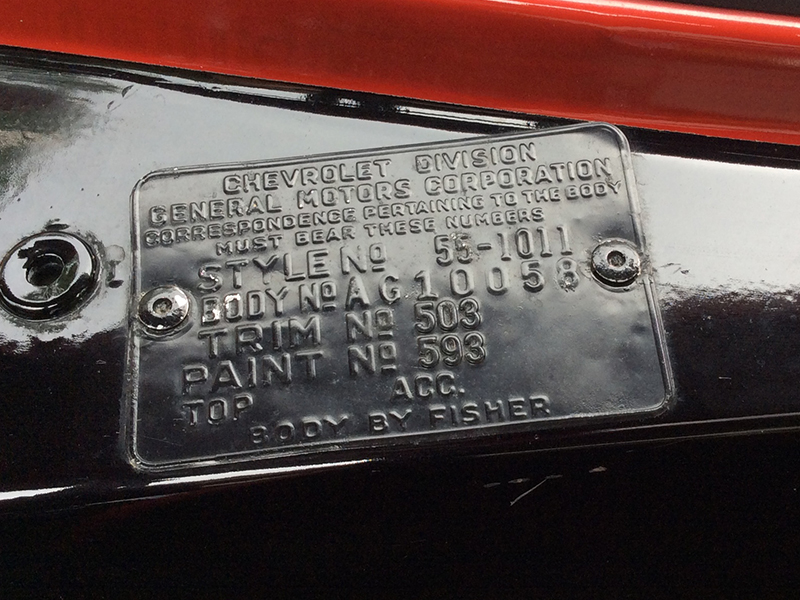 CHEVROLET DIVISION
GENERAL MOTORS CORPORATION
CORRESPONDENCE PERTAINING TO THE BODY
MUST BEAR THESE NUMBERS
STYLE Nº 55-1011
BODY Nº AG10058
TRIM Nº 503
PAINT Nº 593
TOP ACC.
BODY BY FISHER